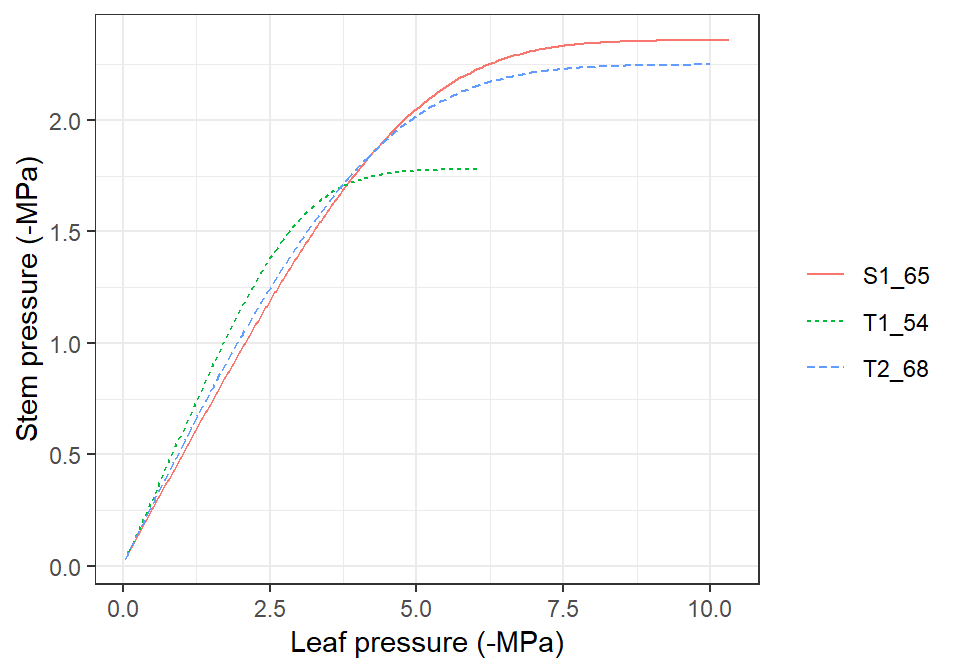 Stem pressure (-MPa)
2.0
1.5
1.0
0.5
0.0
0.0 2.5 5.0 7.5 10.0
Leaf pressure (-MPa)
S1_65
T1_54
T2_68